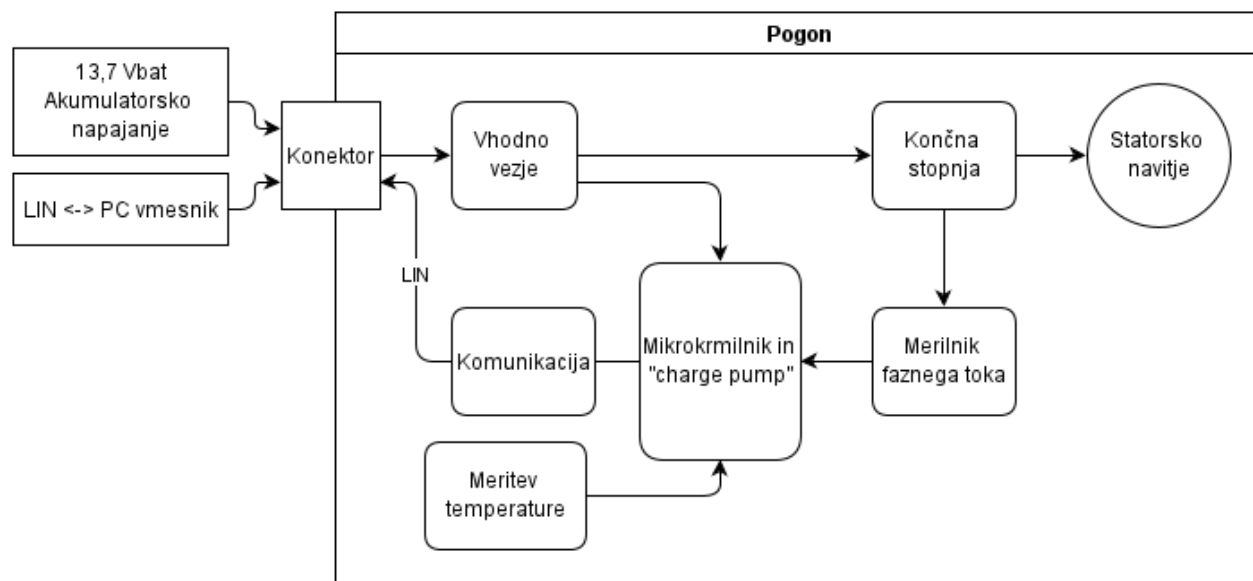 Pogon
13,7 Vbat
Akumulatorsko
napajanje
LIN <-> PC vmesnik
Konektor
Vhodno
vezje
Končna
stopnja
Statorsko
navitje
LIN
Komunikacija
Mikrokrmilnik in
"charge pump"
Merilnik
faznega toka
Meritev
temperature